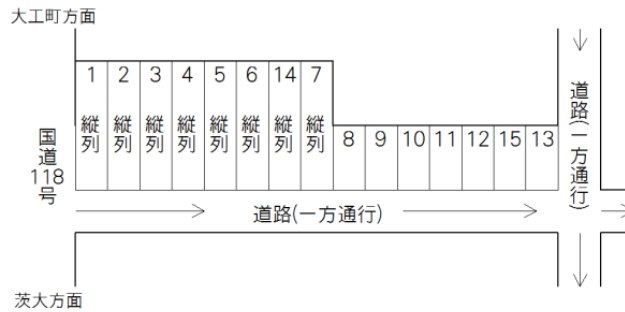 大工町方面
1 2 3 4 5 6 14 7
縦列 縦列 縦列 縦列 縦列 縦列 縦列 縦列
8 9 10 11 12 15 13
国道118号
道路(一方通行)
道路(一方通行)
茨大方面